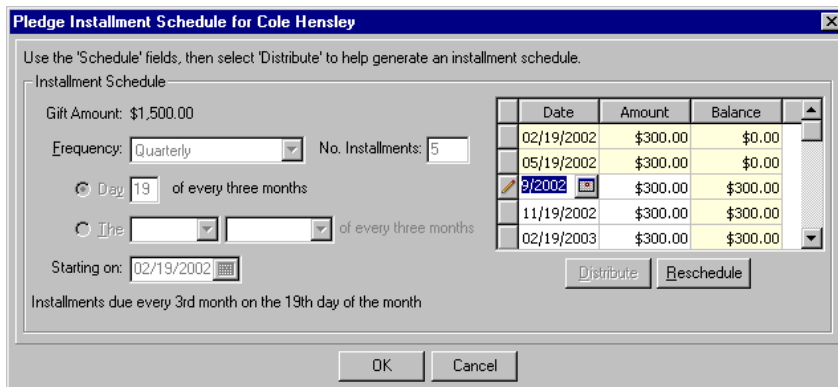 Pledge Installment Schedule for Cole Hensley
Use the 'Schedule' fields, then select 'Distribute' to help generate an installment schedule.
Installment Schedule
Gift Amount: $1,500.00
Frequency: Quarterly No. Installments: 5
Day 19 of every three months
The of every three months
Starting on: 02/19/2002
Installments due every 3rd month on the 19th day of the month
Date Amount Balance
02/19/2002 $300.00 $0.00
05/19/2002 $300.00 $0.00
9/2002 $300.00 $300.00
11/19/2002 $300.00 $300.00
02/19/2003 $300.00 $300.00
Distribute Reschedule
OK Cancel